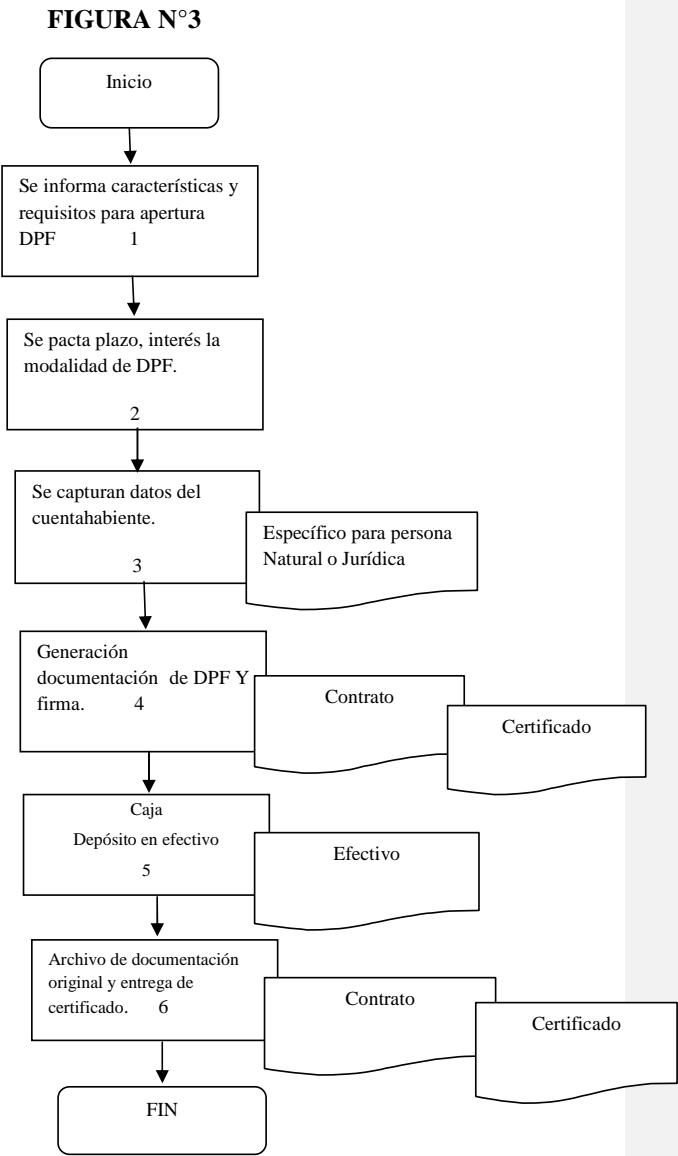 FIGURA N°3
Inicio
Se informa características y
requisitos para apertura
DPF 1
Se pacta plazo, interés la
modalidad de DPF.
2
Se capturan datos del
cuentahabiente.
3
Específico para persona
Natural o Jurídica
Generación
documentación de DPF Y
firma. 4
Contrato
Certificado
Caja
Depósito en efectivo
5
Efectivo
Archivo de documentación
original y entrega de
certificado. 6
Contrato
Certificado
FIN